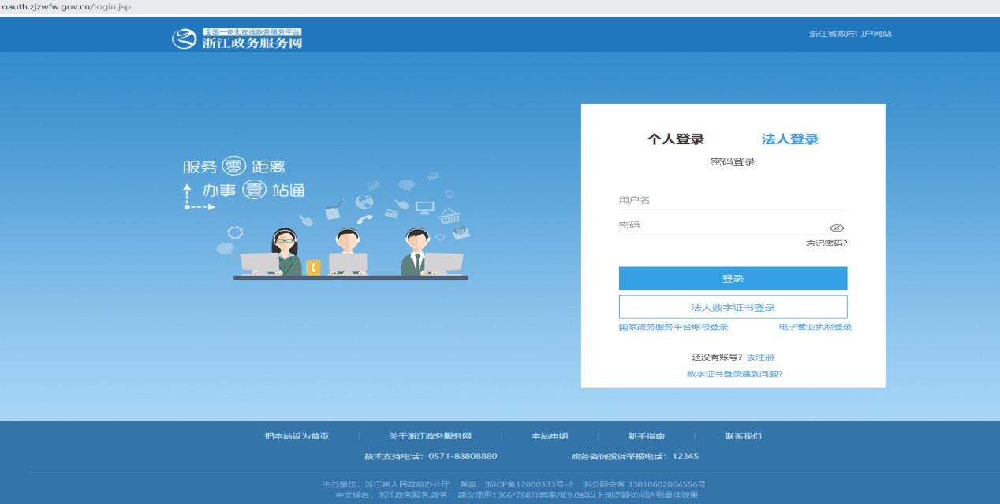 oauth.zjzwfw.gov.cn/login.jsp
全国一体化在线政务服务平台
浙江政务服务网
浙江省政府门户网站
服务零距离
办事壹站通
个人登录 法人登录
密码登录
用户名
密码
忘记密码?
登录
法人数字证书登录
国家政务服务平台账号登录 电子营业执照登录
还没有账号? 去注册
数字证书登录遇到问题?
把本站设为首页 | 关于浙江政务服务网 | 本站申明 | 新手指南 | 联系我们
技术支持电话：0571-88808880 政务咨询投诉举报电话：12345
主办单位：浙江省人民政府办公厅 备案：浙ICP备12000333号-2 浙公网安备 33010602004556号
中文域名：浙江政务服务.政务 建议使用1366*768分辨率/IE9.0或以上浏览器访问达到最佳效果